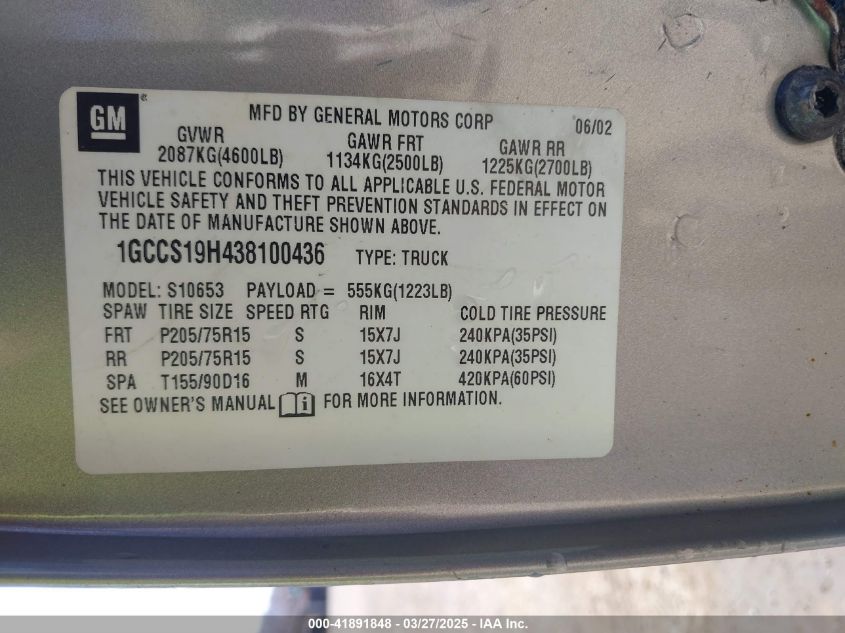 GM®
MFD BY GENERAL MOTORS CORP 06/02
GVWR GAWR FRT GAWR RR
2087KG(4600LB) 1134KG(2500LB) 1225KG(2700LB)
THIS VEHICLE CONFORMS TO ALL APPLICABLE U.S. FEDERAL MOTOR
VEHICLE SAFETY AND THEFT PREVENTION STANDARDS IN EFFECT ON
THE DATE OF MANUFACTURE SHOWN ABOVE.
1GCCS19H438100436 TYPE: TRUCK
MODEL: S10653 PAYLOAD = 555KG(1223LB)
SPAW TIRE SIZE SPEED RTG RIM COLD TIRE PRESSURE
FRT P205/75R15 S 15X7J 240KPA(35PSI)
RR P205/75R15 S 15X7J 240KPA(35PSI)
SPA T155/90D16 M 16X4T 420KPA(60PSI)
SEE OWNER'S MANUAL i FOR MORE INFORMATION.
000-41891848 / 03/27/2025 - IAA Inc.